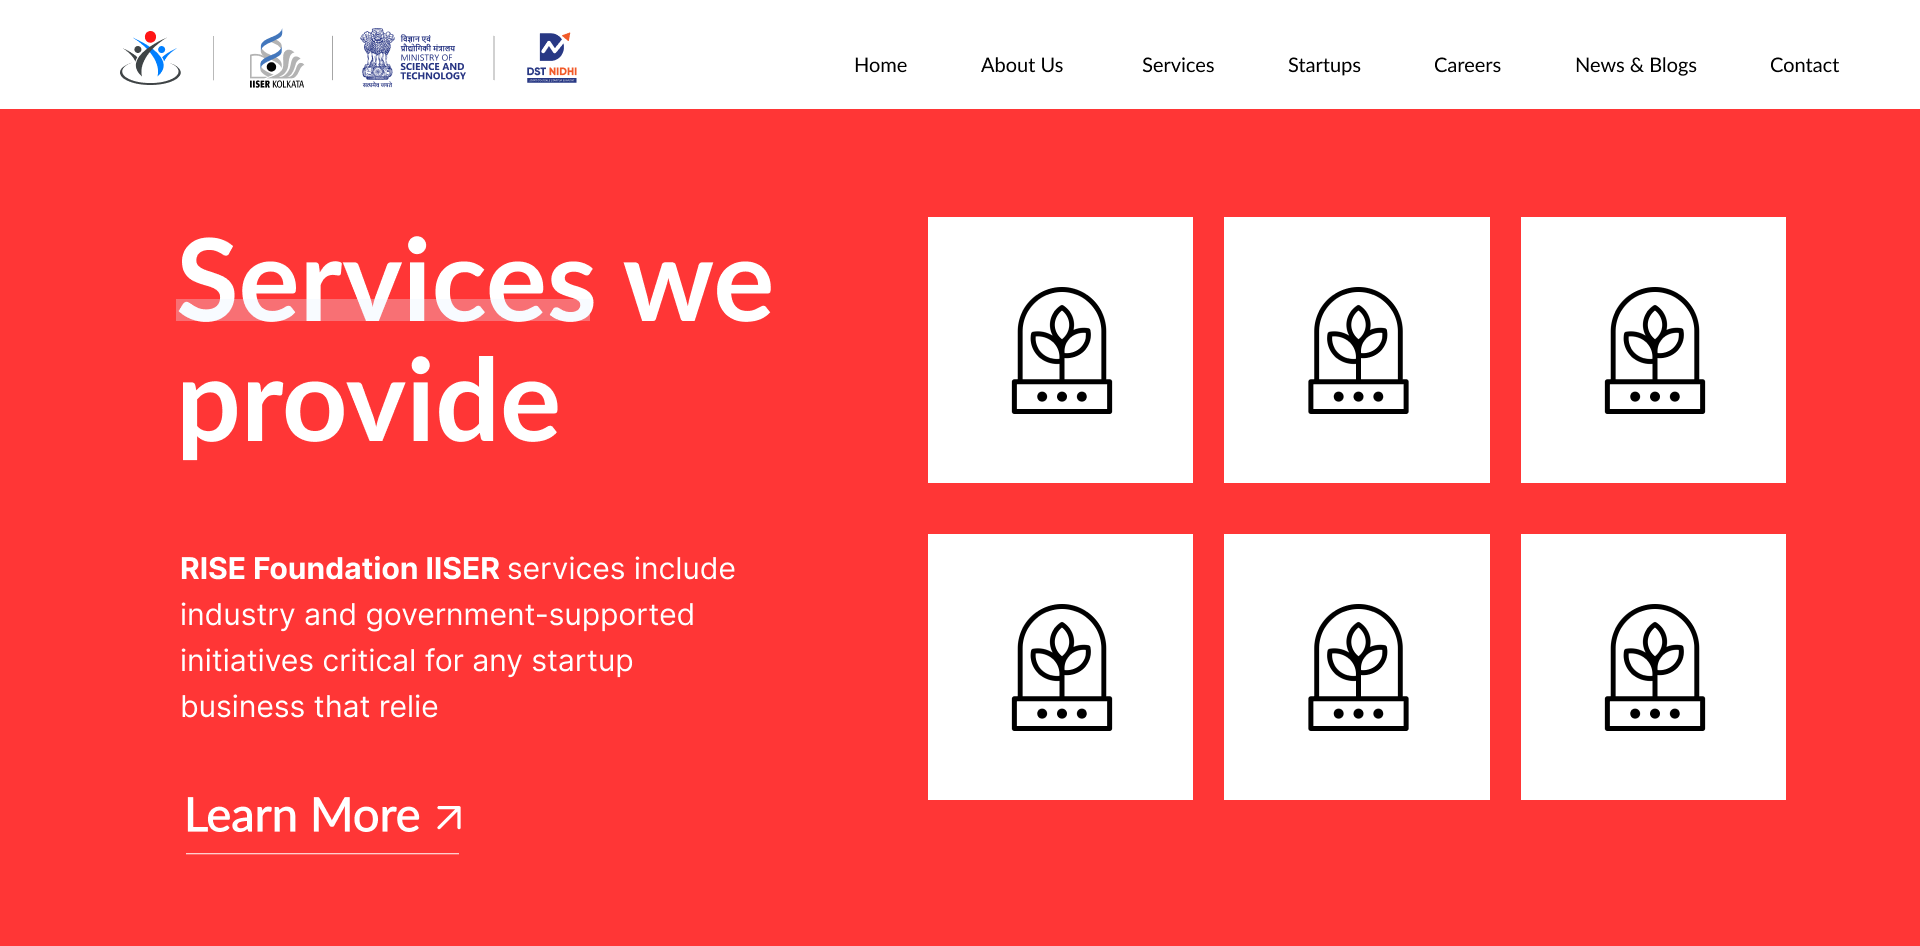 IISER KOLKATA
विज्ञान एवं
प्रौद्योगिकी मंत्रालय
MINISTRY OF
SCIENCE AND
TECHNOLOGY
सत्यमेव जयते
DST NIDHI
Home
About Us
Services
Startups
Careers
News & Blogs
Contact
Services we
provide
RISE Foundation IISER services include
industry and government-supported
initiatives critical for any startup
business that relie
Learn More